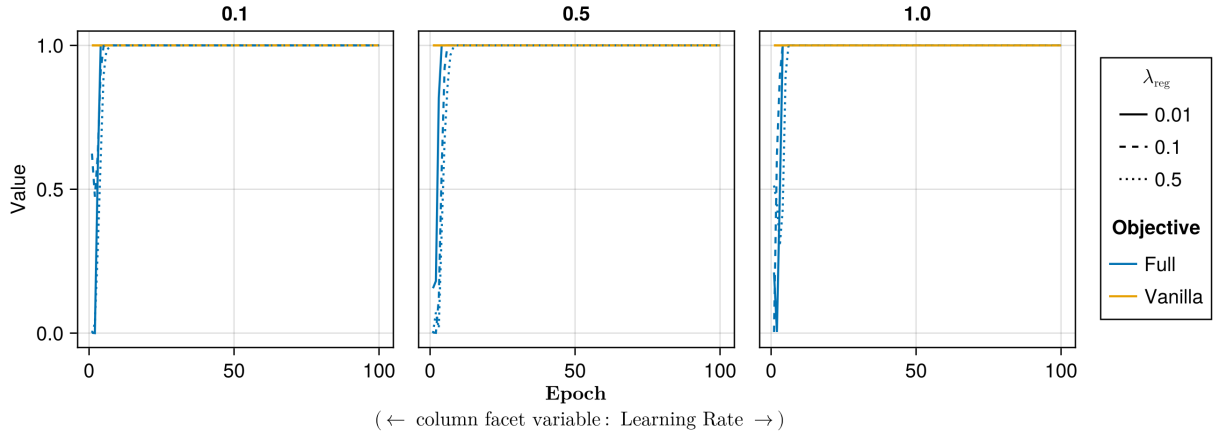 0.1 0.5 1.0
Value
1.0
0.5
0.0
0 50 100 0 50 100 0 50 100
Epoch
(← column facet variable: Learning Rate →)
λreg
0.01
0.1
0.5
Objective
Full
Vanilla